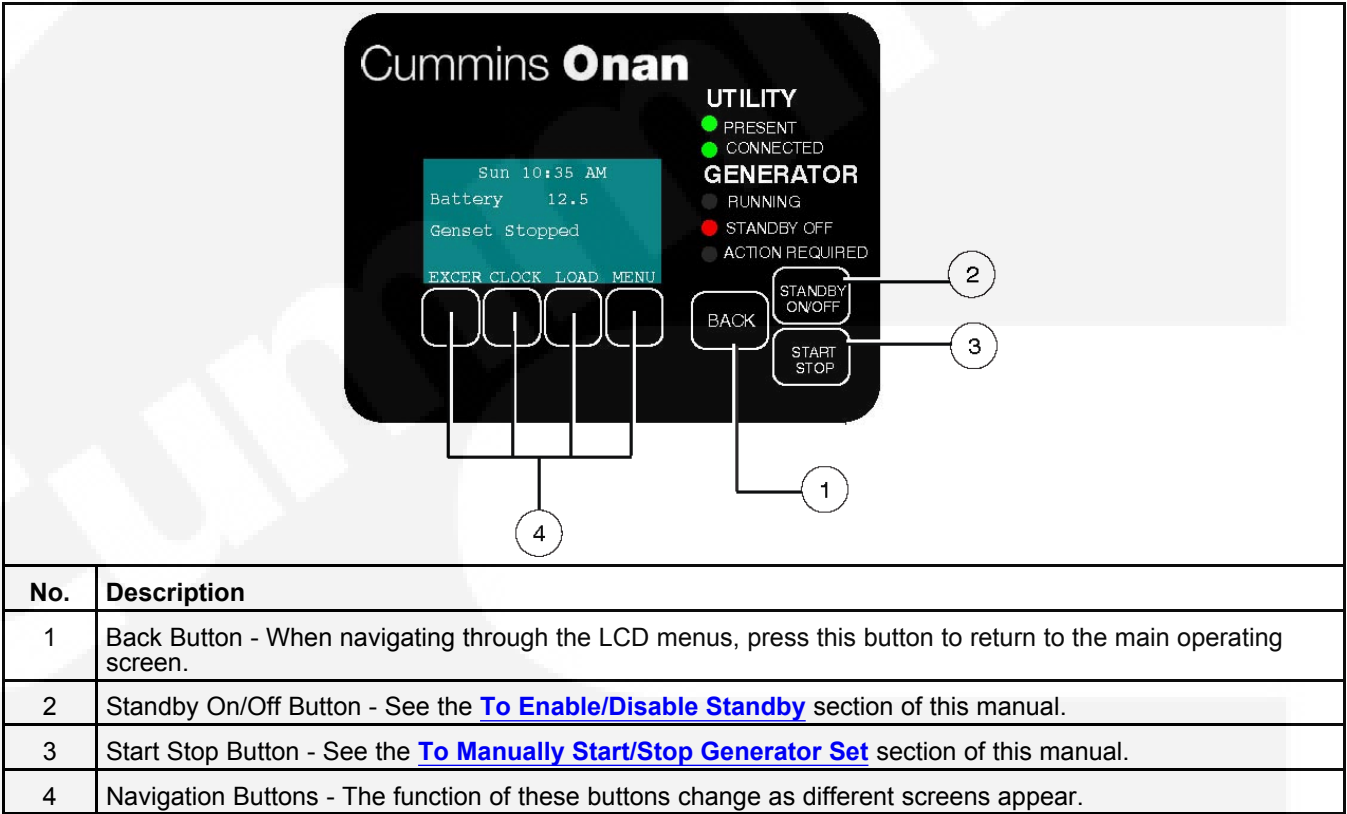 Cummins Onan
UTILITY
PRESENT
CONNECTED
GENERATOR
RUNNING
STANDBY OFF
ACTION REQUIRED
Sun 10:35 AM
Battery 12.5
Genset Stopped
EXCER CLOCK LOAD MENU
BACK
STANDBY
ON/OFF
START
STOP
2
3
1
4
No. Description
1 Back Button - When navigating through the LCD menus, press this button to return to the main operating
screen.
2 Standby On/Off Button - See the To Enable/Disable Standby section of this manual.
3 Start Stop Button - See the To Manually Start/Stop Generator Set section of this manual.
4 Navigation Buttons - The function of these buttons change as different screens appear.